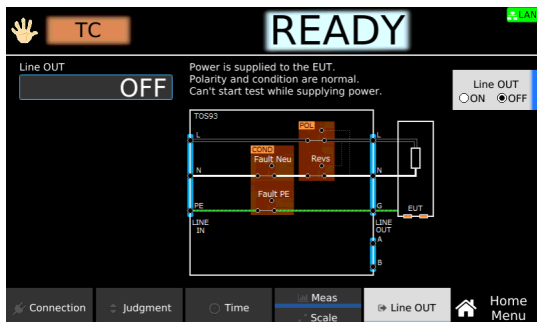 LAN
TC
READY
Line OUT
OFF
Power is supplied to the EUT.
Polarity and condition are normal.
Can't start test while supplying power.
Line OUT
ON OFF
TOS93
POL
L
L
COND
Fault Neu
Revs
N
N
Fault PE
PE
G
EUT
LINE
IN
LINE
OUT
A
B
Connection
Judgment
Time
Meas
Scale
Line OUT
Home
Menu